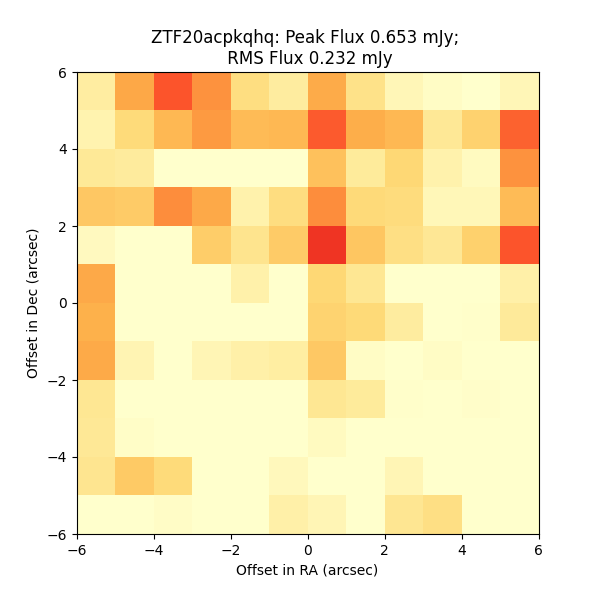 ZTF20acpkqhq: Peak Flux 0.653 mJy;
RMS Flux 0.232 mJy
6
4
2
0
−2
−4
−6
Offset in Dec (arcsec)
−6 −4 −2 0 2 4 6
Offset in RA (arcsec)